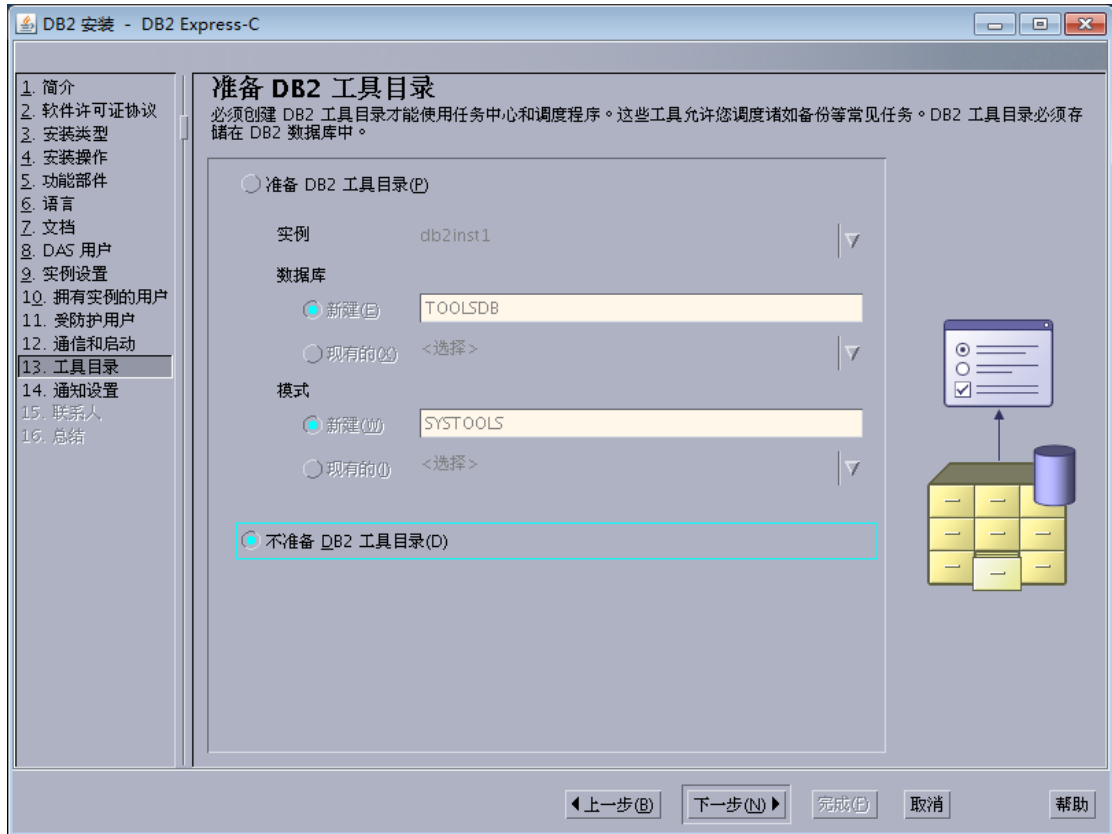 DB2 安装 - DB2 Express-C
1. 简介
2. 软件许可证协议
3. 安装类型
4. 安装操作
5. 功能部件
6. 语言
7. 文档
8. DAS 用户
9. 实例设置
10. 拥有实例的用户
11. 受防护用户
12. 通信和启动
13. 工具目录
14. 通知设置
15. 联系人
16. 总结
准备 DB2 工具目录
必须创建 DB2 工具目录才能使用任务中心和调度程序。这些工具允许您调度诸如备份等常见任务。DB2 工具目录必须存
储在 DB2 数据库中。
准备 DB2 工具目录(P)
实例 db2inst1
数据库
新建(E) TOOLSDB
现有的(X) <选择>
模式
新建(W) SYSTOOLS
现有的(I) <选择>
不准备 DB2 工具目录(D)
上一步(B) 下一步(N) 完成(F) 取消 帮助